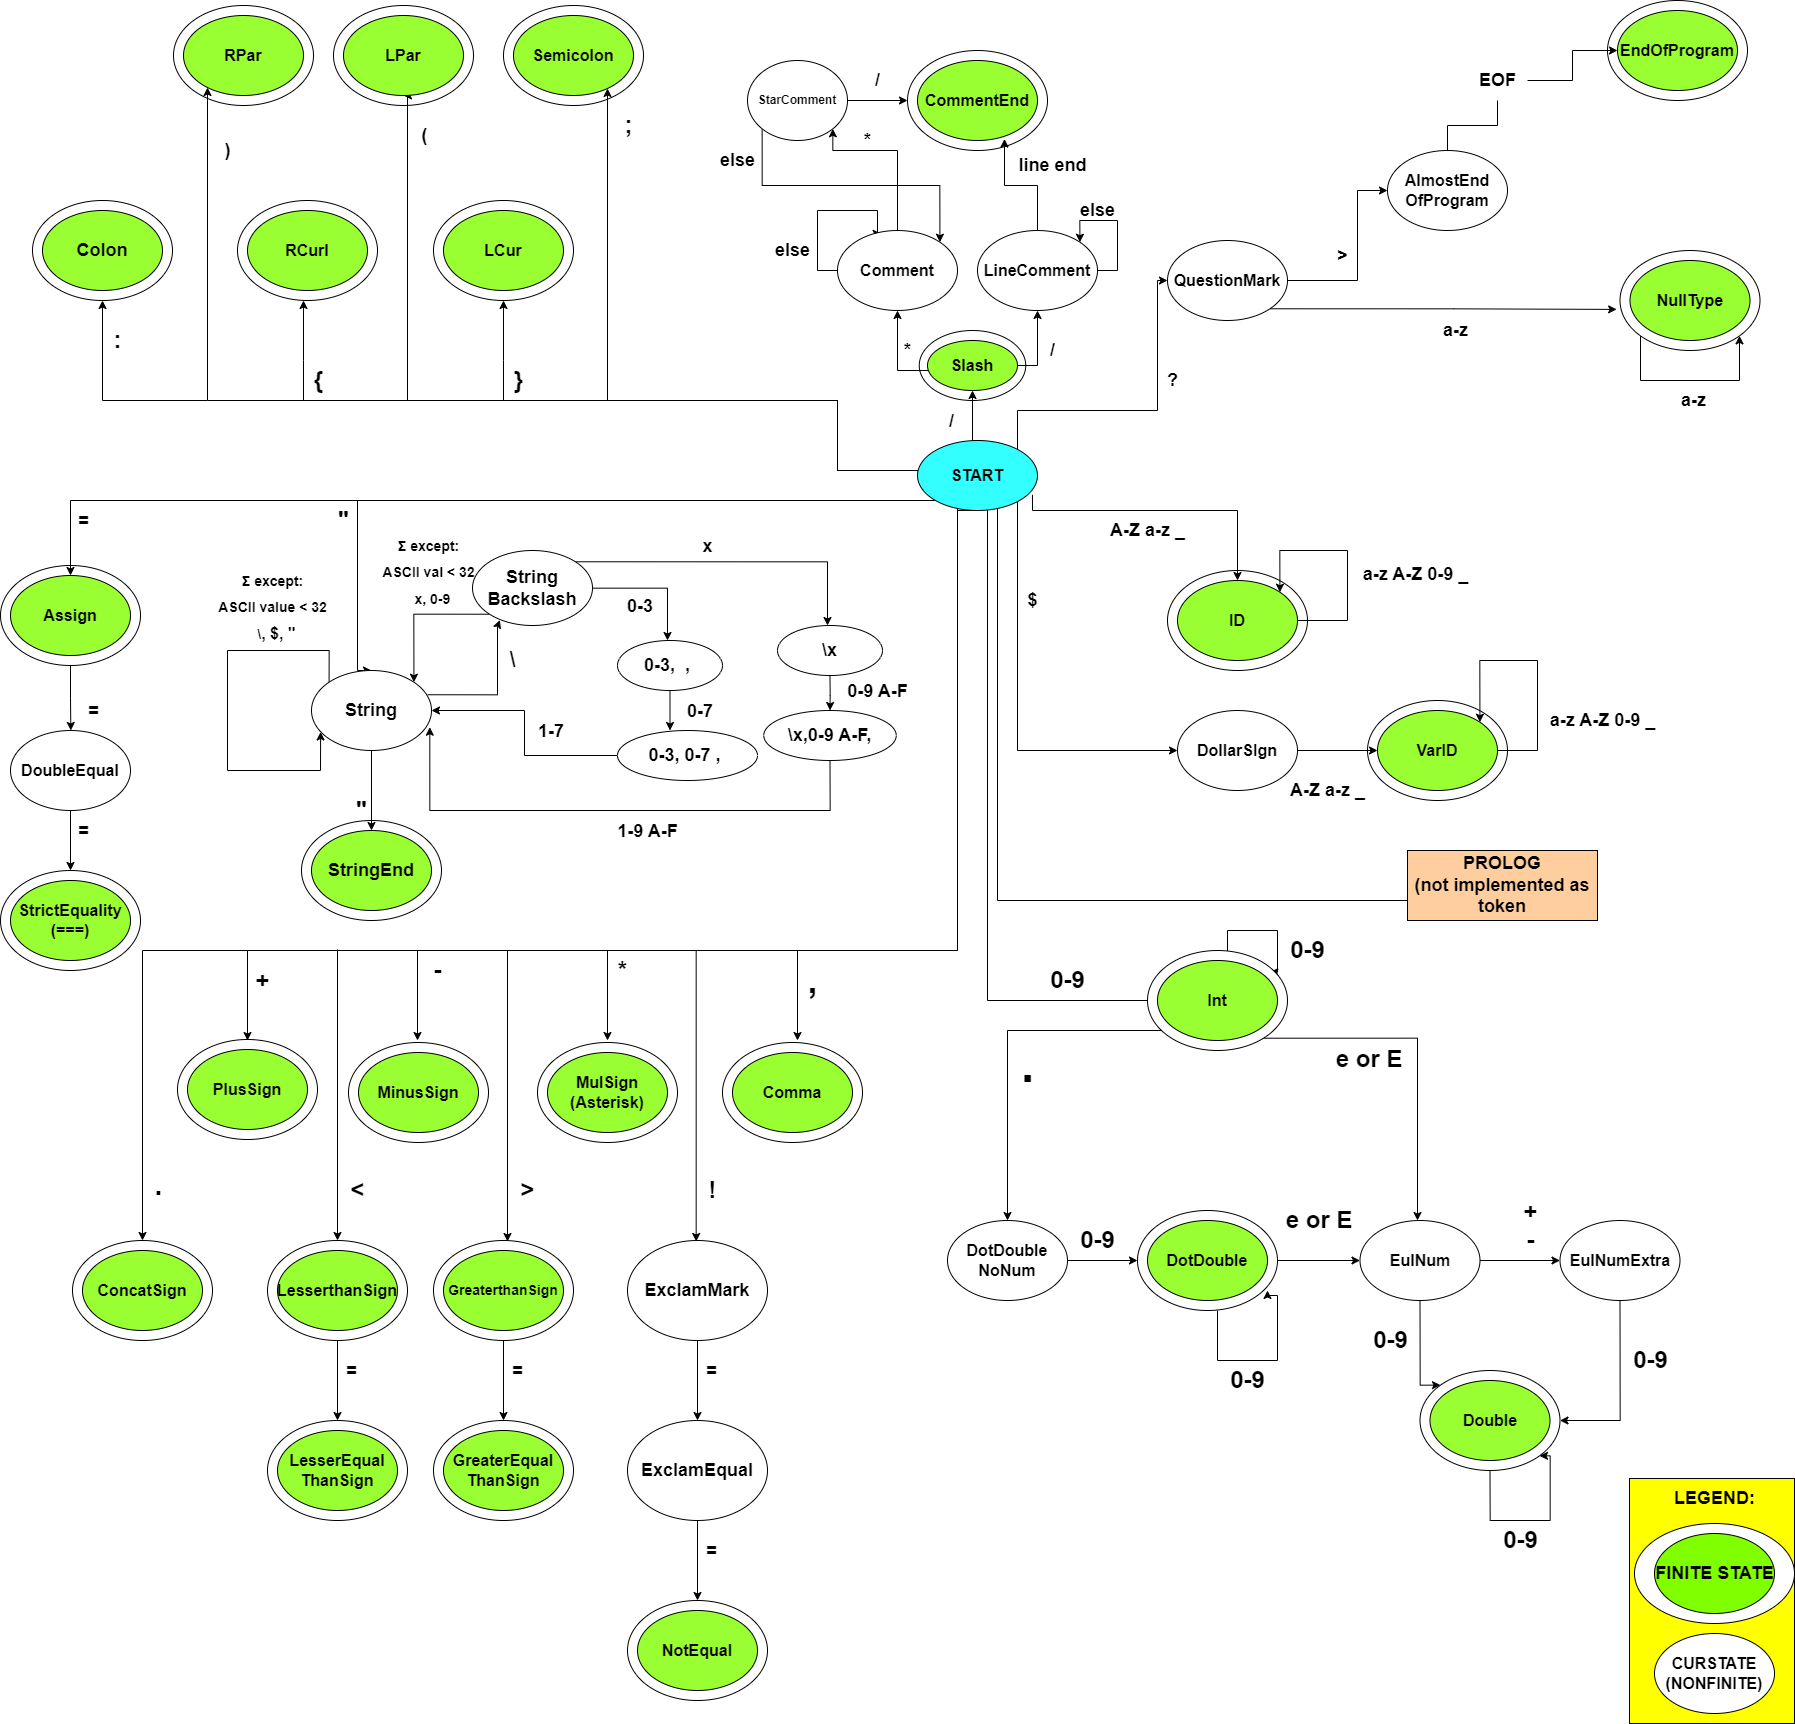 RPar
LPar
Semicolon
)
(
;
Colon
RCurl
LCur
:
{
}
StarComment
/
CommentEnd
else
*
line end
else
else
Comment
LineComment
*
Slash
/
/
START
EOF
EndOfProgram
AlmostEnd
OfProgram
QuestionMark
>
NullType
a-z
a-z
?
=
Assign
=
DoubleEqual
=
StrictEquality
(===)
"
Σ except:
ASCII value < 32
\, $, "
Σ except:
ASCII val < 32
x, 0-9
String
Backslash
x
0-3
\
0-3, ,
\x
0-9 A-F
0-7
String
1-7
0-3, 0-7 ,
\x,0-9 A-F,
"
1-9 A-F
StringEnd
A-Z a-z _
a-z A-Z 0-9 _
ID
$
DollarSIgn
A-Z a-z _
VarID
a-z A-Z 0-9 _
PROLOG
(not implemented as
token
+
-
*
,
PlusSign
MinusSign
MulSign
(Asterisk)
Comma
.
<
>
!
ConcatSign
LesserthanSign
GreaterthanSign
ExclamMark
=
=
=
LesserEqual
ThanSign
GreaterEqual
ThanSign
ExclamEqual
=
NotEqual
0-9
Int
0-9
.
e or E
DotDouble
NoNum
0-9
DotDouble
0-9
e or E
EulNum
+
-
EulNumExtra
0-9
0-9
Double
0-9
LEGEND:
FINITE STATE
CURSTATE
(NONFINITE)